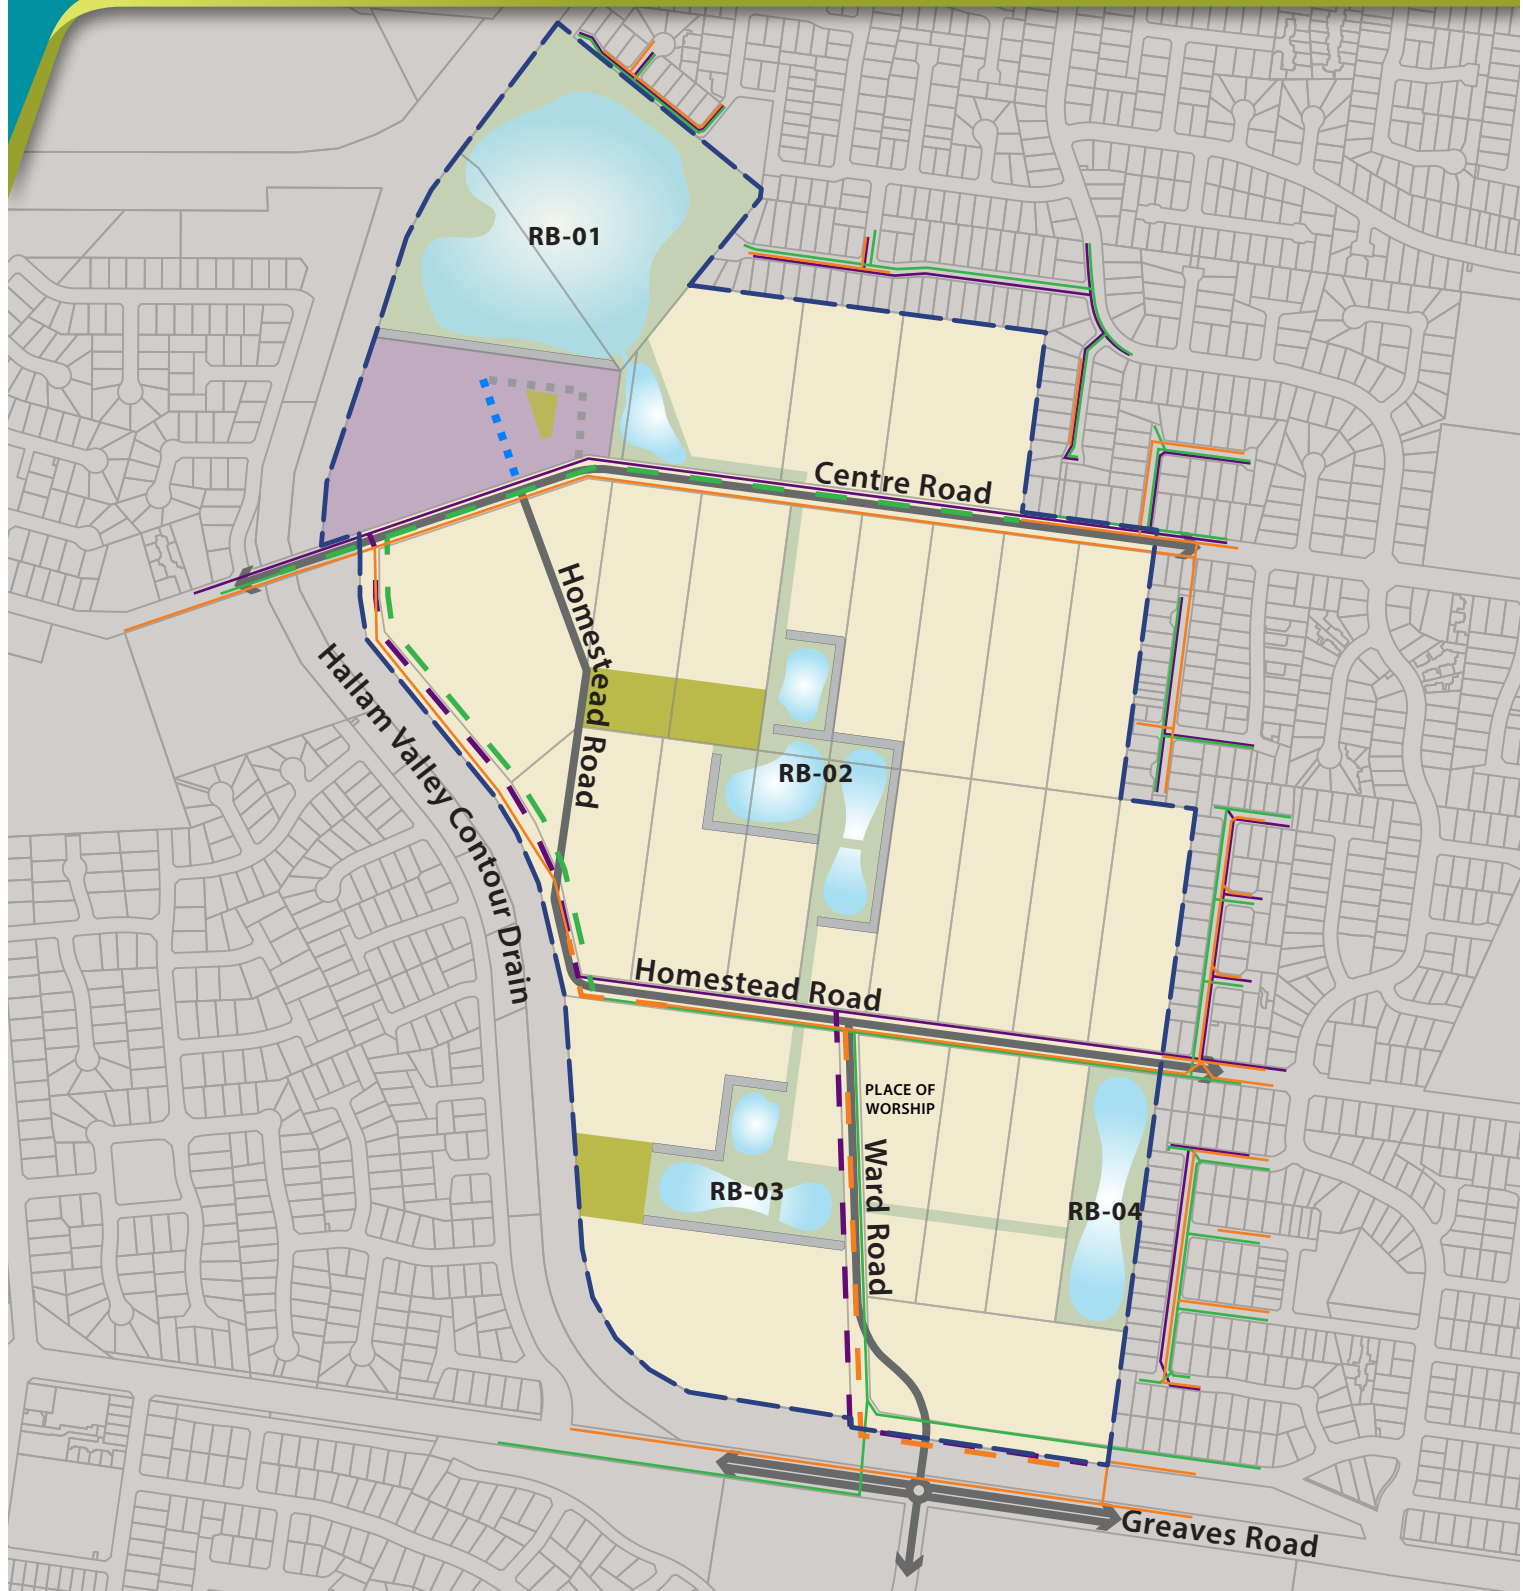 RB-01
Centre Road
Homestead Road
Hallam Valley Contour Drain
RB-02
Homestead Road
PLACE OF
WORSHIP
Ward Road
RB-03
RB-04
Greaves Road